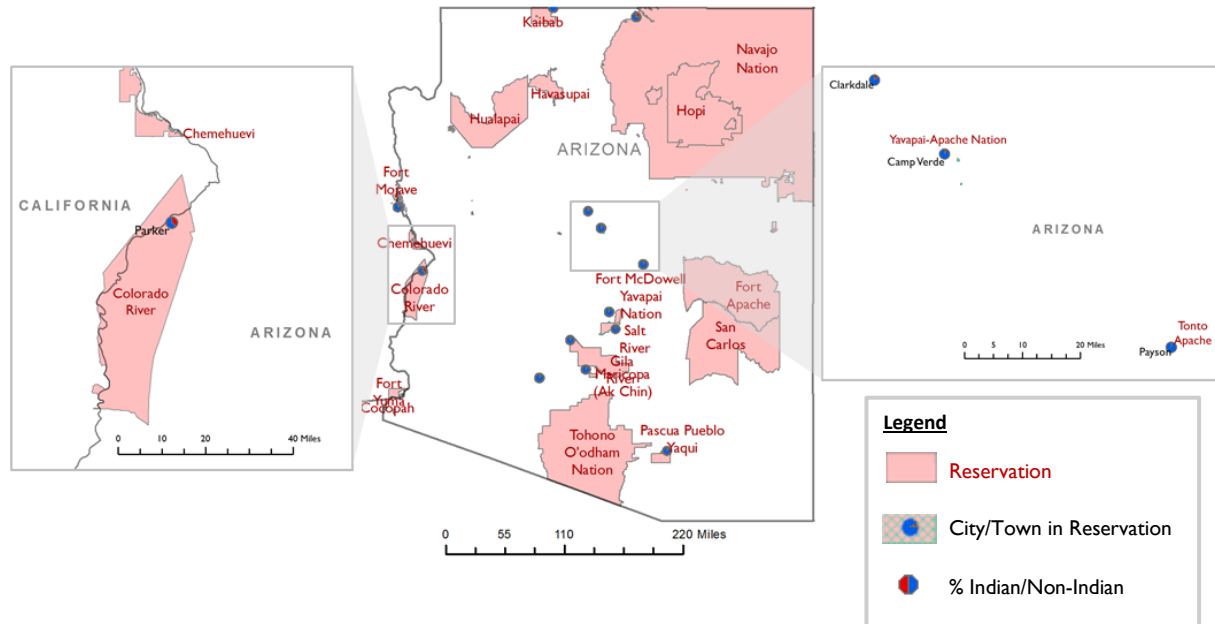 Chemehuevi
CALIFORNIA
Parker
Colorado
River
ARIZONA
0 10 20 40 Miles
Kaibab
Navajo
Nation
Havasupai
Hualapai
Hopi
ARIZONA
Fort
Mojave
Chemehuevi
Colorado
River
Fort McDowell
Yavapai
Nation
Fort
Apache
Salt
River
San
Carlos
Gila
River
Maricopa
(Ak Chin)
Fort
Yuma
Cocopah
Pascua Pueblo
Yaqui
Tohono
O'odham
Nation
0 55 110 220 Miles
Clarkdale
Yavapai-Apache Nation
Camp Verde
ARIZONA
Tonto
Apache
Payson
0 5 10 20 Miles
Legend
Reservation
City/Town in Reservation
% Indian/Non-Indian